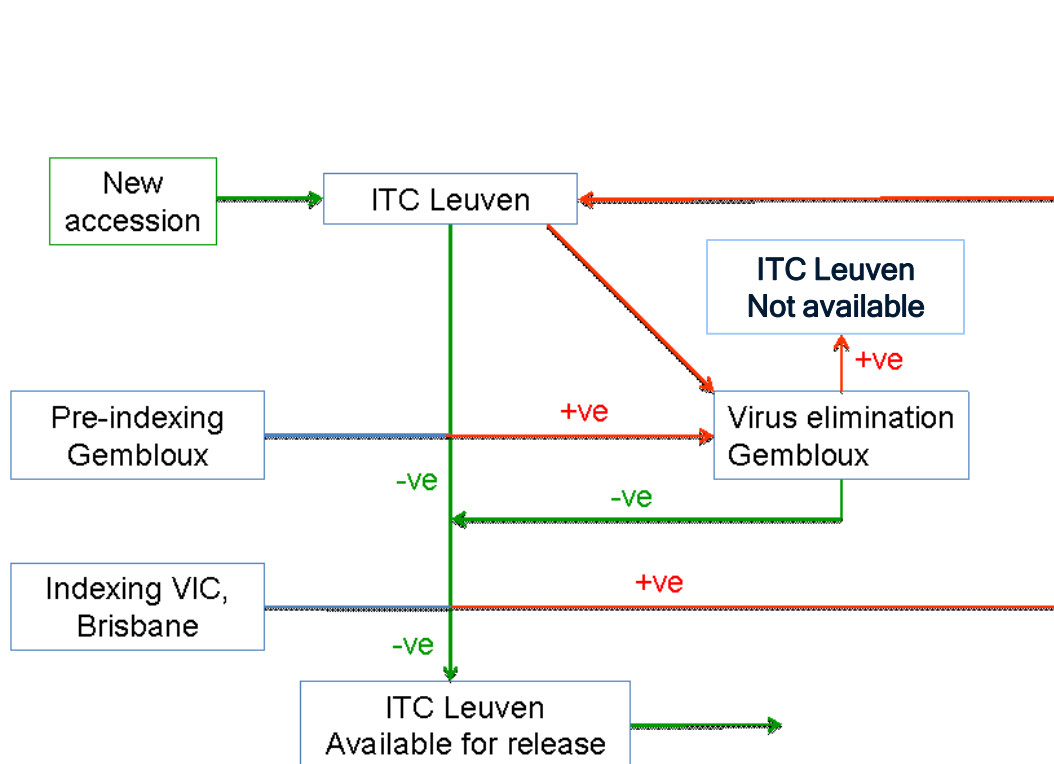 New
accession
ITC Leuven
ITC Leuven
Not available
+ve
Pre-indexing
Gembloux
+ve
Virus elimination
Gembloux
-ve
-ve
Indexing VIC,
Brisbane
+ve
-ve
ITC Leuven
Available for release